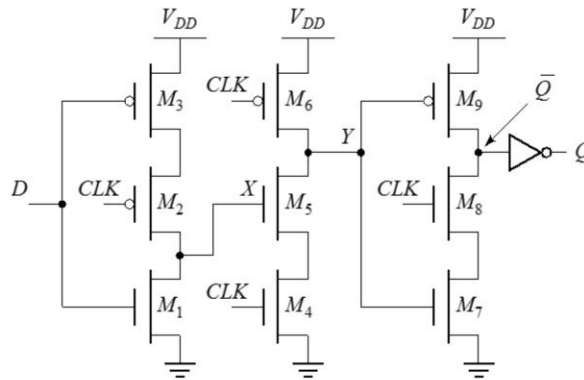 V_DD V_DD V_DD
M_3 CLK M_6 M_9 Q̅
Y
D CLK M_2 X M_5 CLK M_8 Q
M_1 CLK M_4 M_7